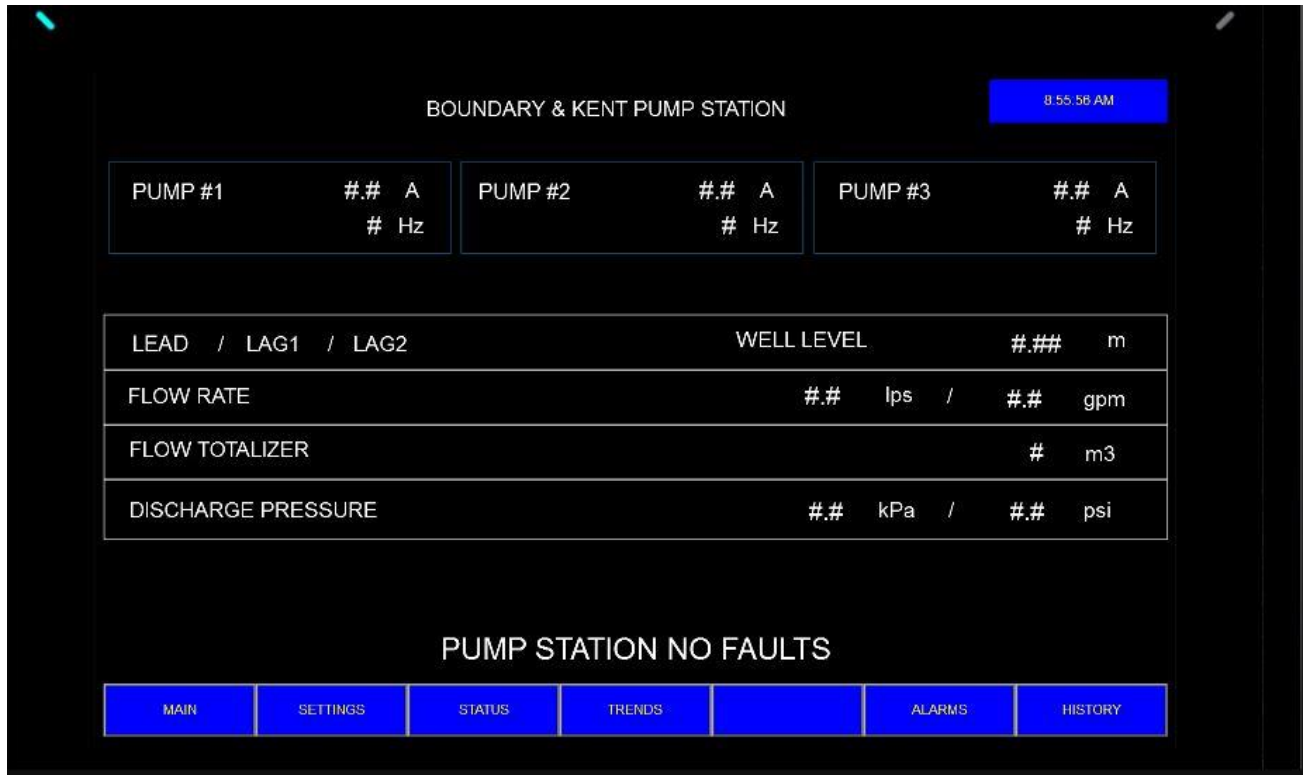 BOUNDARY & KENT PUMP STATION
8:55:56 AM
PUMP #1 #.# A
# Hz
PUMP #2 #.# A
# Hz
PUMP #3 #.# A
# Hz
LEAD / LAG1 / LAG2 WELL LEVEL #.## m
FLOW RATE #.# lps / #.# gpm
FLOW TOTALIZER # m3
DISCHARGE PRESSURE #.# kPa / #.# psi
PUMP STATION NO FAULTS
MAIN SETTINGS STATUS TRENDS ALARMS HISTORY